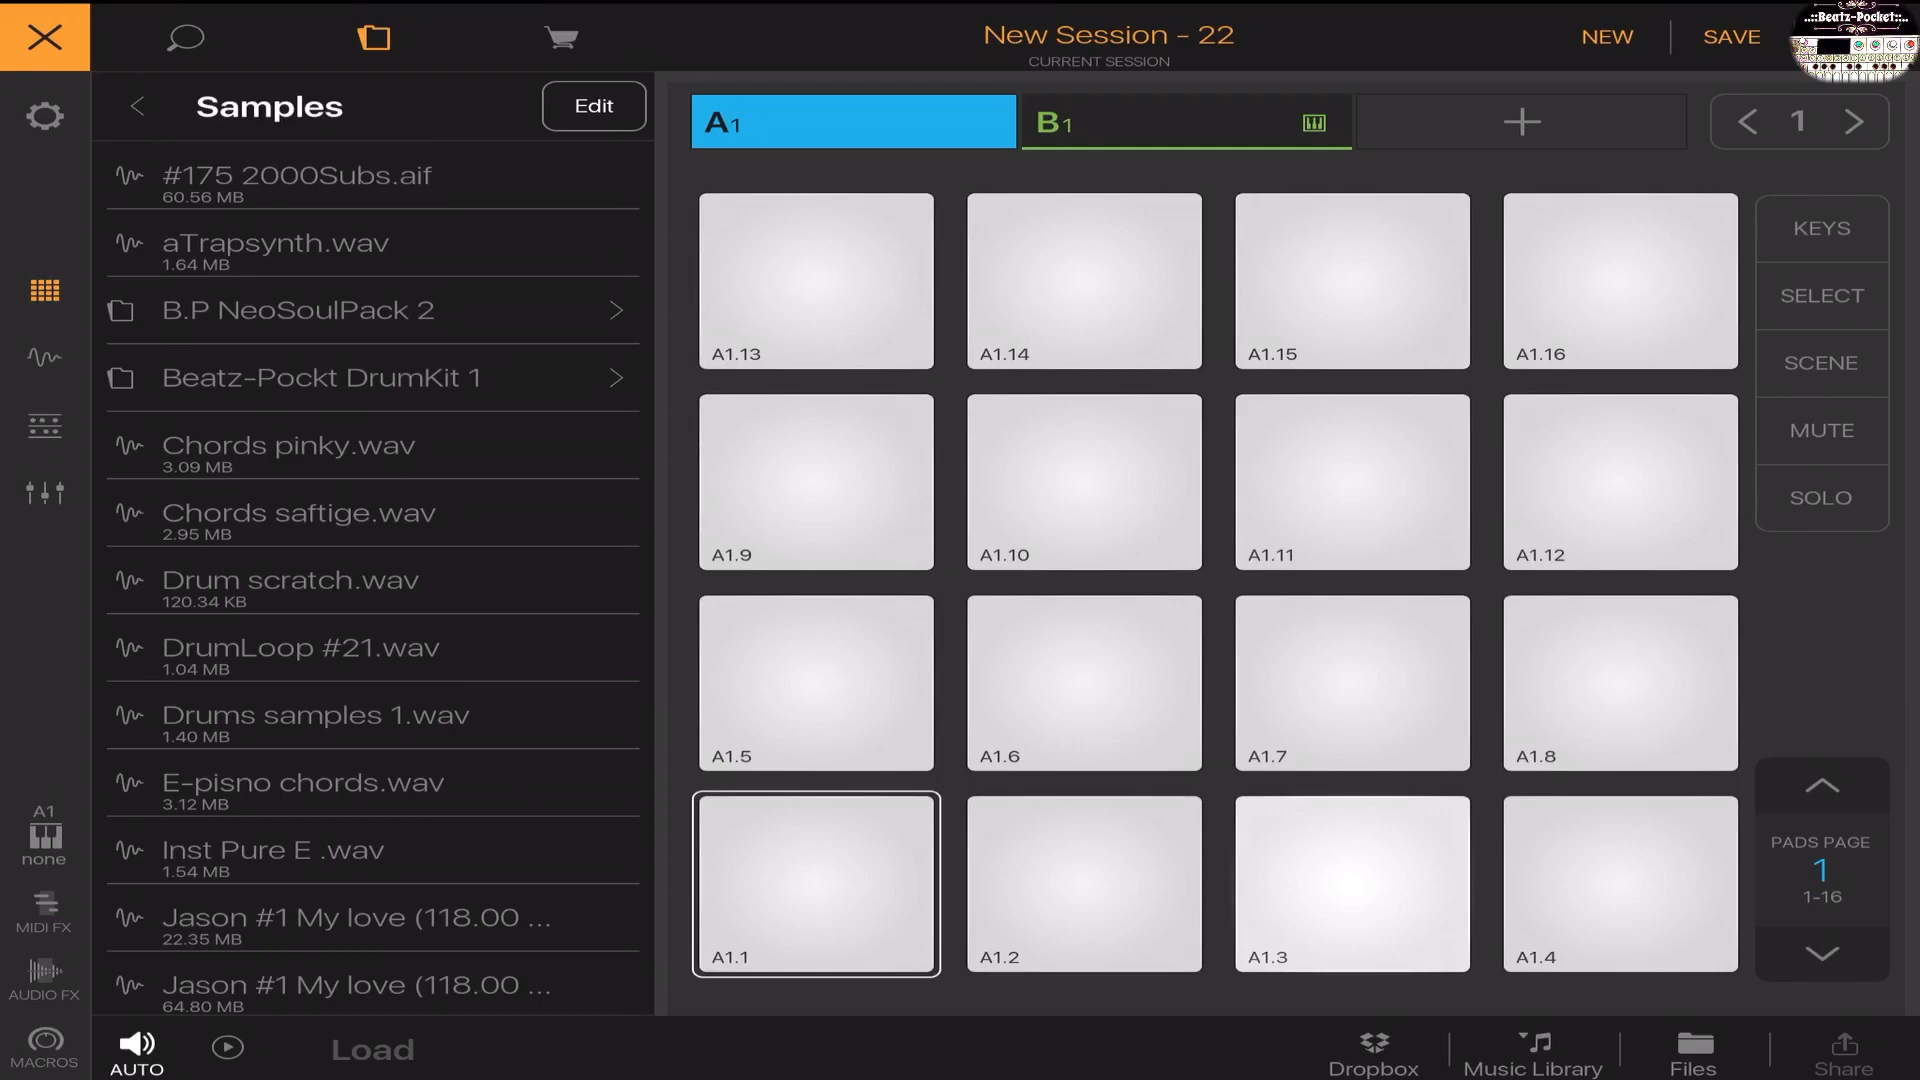 New Session - 22
CURRENT SESSION
NEW
SAVE
..::Beatz-Pocket::..
Samples
Edit
A1
B1
1
#175 2000Subs.aif
60.56 MB
aTrapsynth.wav
1.64 MB
B.P NeoSoulPack 2
Beatz-Pockt DrumKit 1
Chords pinky.wav
3.09 MB
Chords saftige.wav
2.95 MB
Drum scratch.wav
120.34 KB
DrumLoop #21.wav
1.04 MB
Drums samples 1.wav
1.40 MB
E-pisno chords.wav
3.12 MB
Inst Pure E .wav
1.54 MB
Jason #1 My love (118.00 ...
22.35 MB
Jason #1 My love (118.00 ...
64.80 MB
A1.13
A1.14
A1.15
A1.16
A1.9
A1.10
A1.11
A1.12
A1.5
A1.6
A1.7
A1.8
A1.1
A1.2
A1.3
A1.4
KEYS
SELECT
SCENE
MUTE
SOLO
PADS PAGE
1
1-16
A1
none
MIDI FX
AUDIO FX
MACROS
AUTO
Load
Dropbox
Music Library
Files
Share